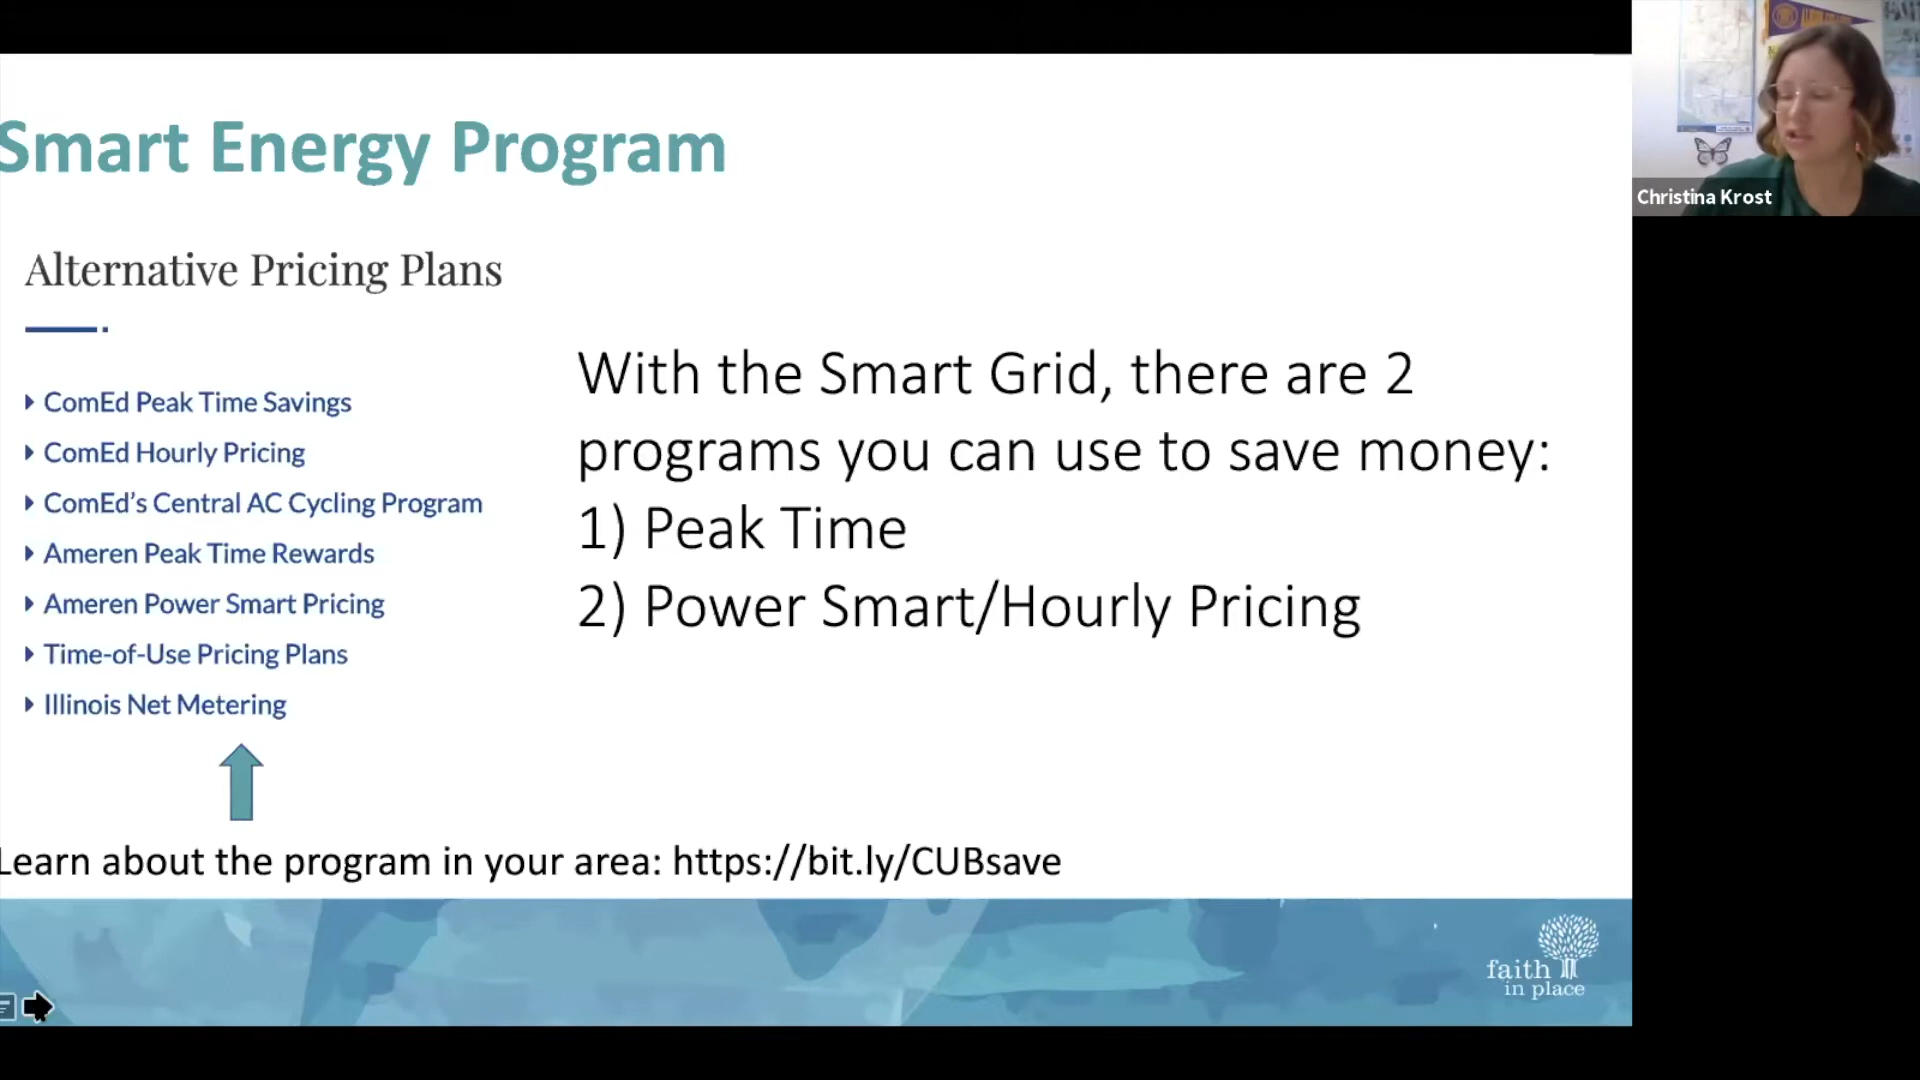 Smart Energy Program
Alternative Pricing Plans
ComEd Peak Time Savings
ComEd Hourly Pricing
ComEd’s Central AC Cycling Program
Ameren Peak Time Rewards
Ameren Power Smart Pricing
Time-of-Use Pricing Plans
Illinois Net Metering
With the Smart Grid, there are 2
programs you can use to save money:
1) Peak Time
2) Power Smart/Hourly Pricing
Learn about the program in your area: https://bit.ly/CUBsave
faith
in place
Christina Krost